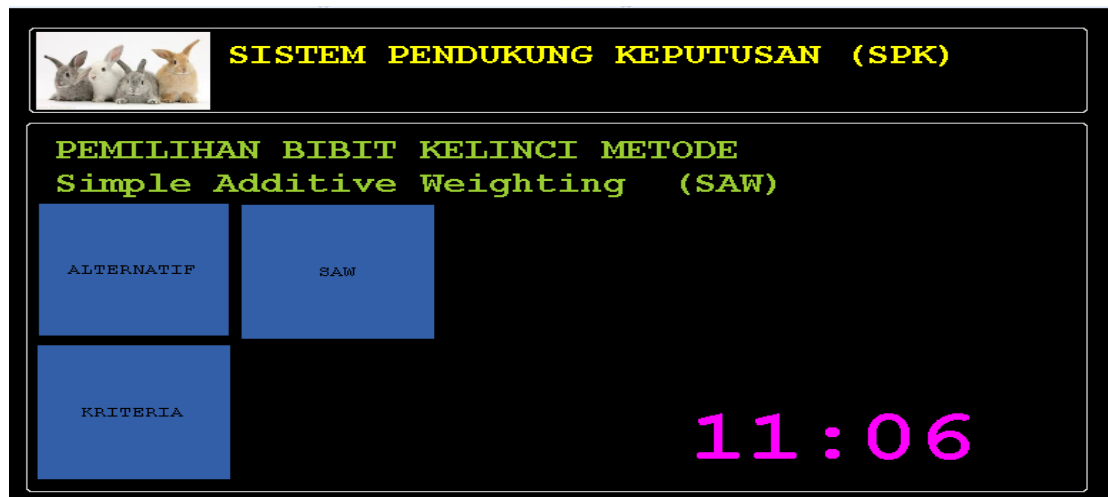 SISTEM PENDUKUNG KEPUTUSAN (SPK)
PEMILIHAN BIBIT KELINCI METODE
Simple Additive Weighting (SAW)
ALTERNATIF
SAW
KRITERIA
11:06